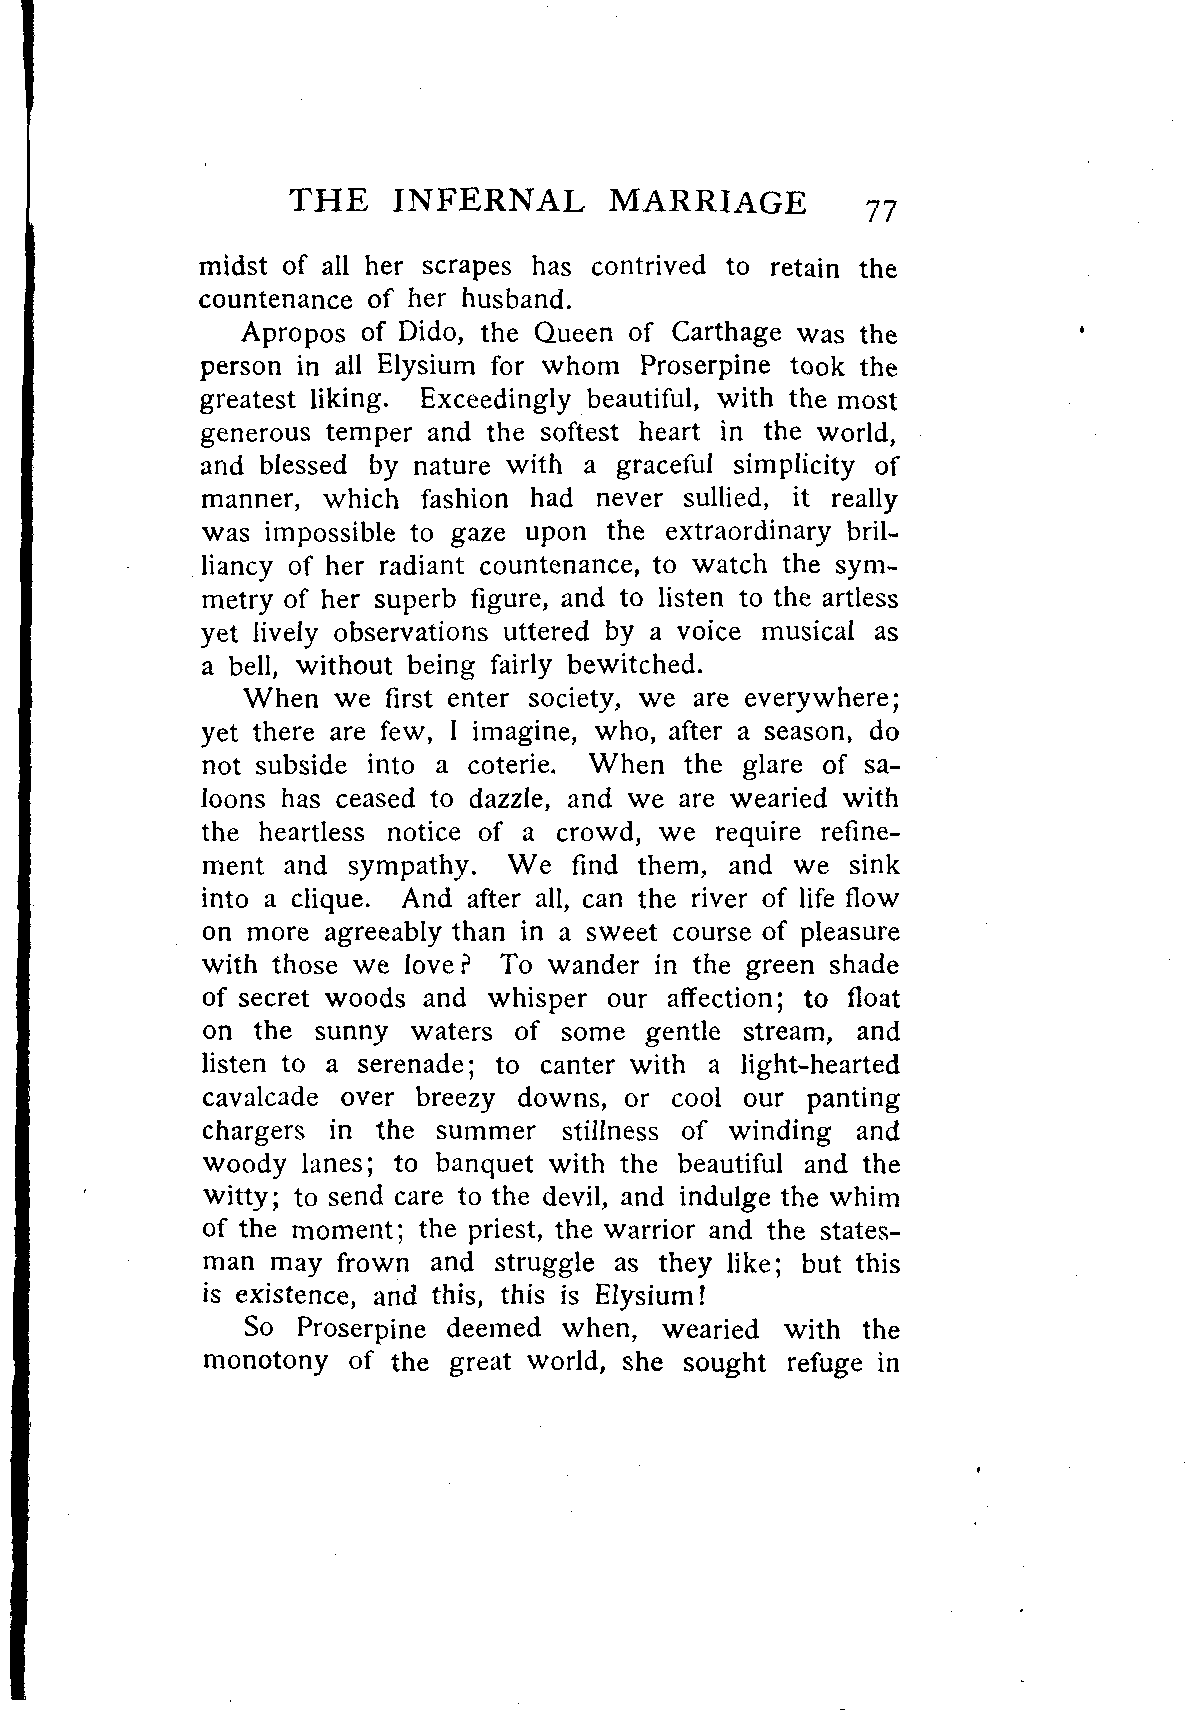 THE INFERNAL MARRIAGE 77
midst of all her scrapes has contrived to retain the
countenance of her husband.
Apropos of Dido, the Queen of Carthage was the
person in all Elysium for whom Proserpine took the
greatest liking. Exceedingly beautiful, with the most
generous temper and the softest heart in the world,
and blessed by nature with a graceful simplicity of
manner, which fashion had never sullied, it really
was impossible to gaze upon the extraordinary bril-
liancy of her radiant countenance, to watch the sym-
metry of her superb figure, and to listen to the artless
yet lively observations uttered by a voice musical as
a bell, without being fairly bewitched.
When we first enter society, we are everywhere;
yet there are few, I imagine, who, after a season, do
not subside into a coterie. When the glare of sa-
loons has ceased to dazzle, and we are wearied with
the heartless notice of a crowd, we require refine-
ment and sympathy. We find them, and we sink
into a clique. And after all, can the river of life flow
on more agreeably than in a sweet course of pleasure
with those we love? To wander in the green shade
of secret woods and whisper our affection; to float
on the sunny waters of some gentle stream, and
listen to a serenade; to canter with a light-hearted
cavalcade over breezy downs, or cool our panting
chargers in the summer stillness of winding and
woody lanes; to banquet with the beautiful and the
witty; to send care to the devil, and indulge the whim
of the moment; the priest, the warrior and the states-
man may frown and struggle as they like; but this
is existence, and this, this is Elysium!
So Proserpine deemed when, wearied with the
monotony of the great world, she sought refuge in